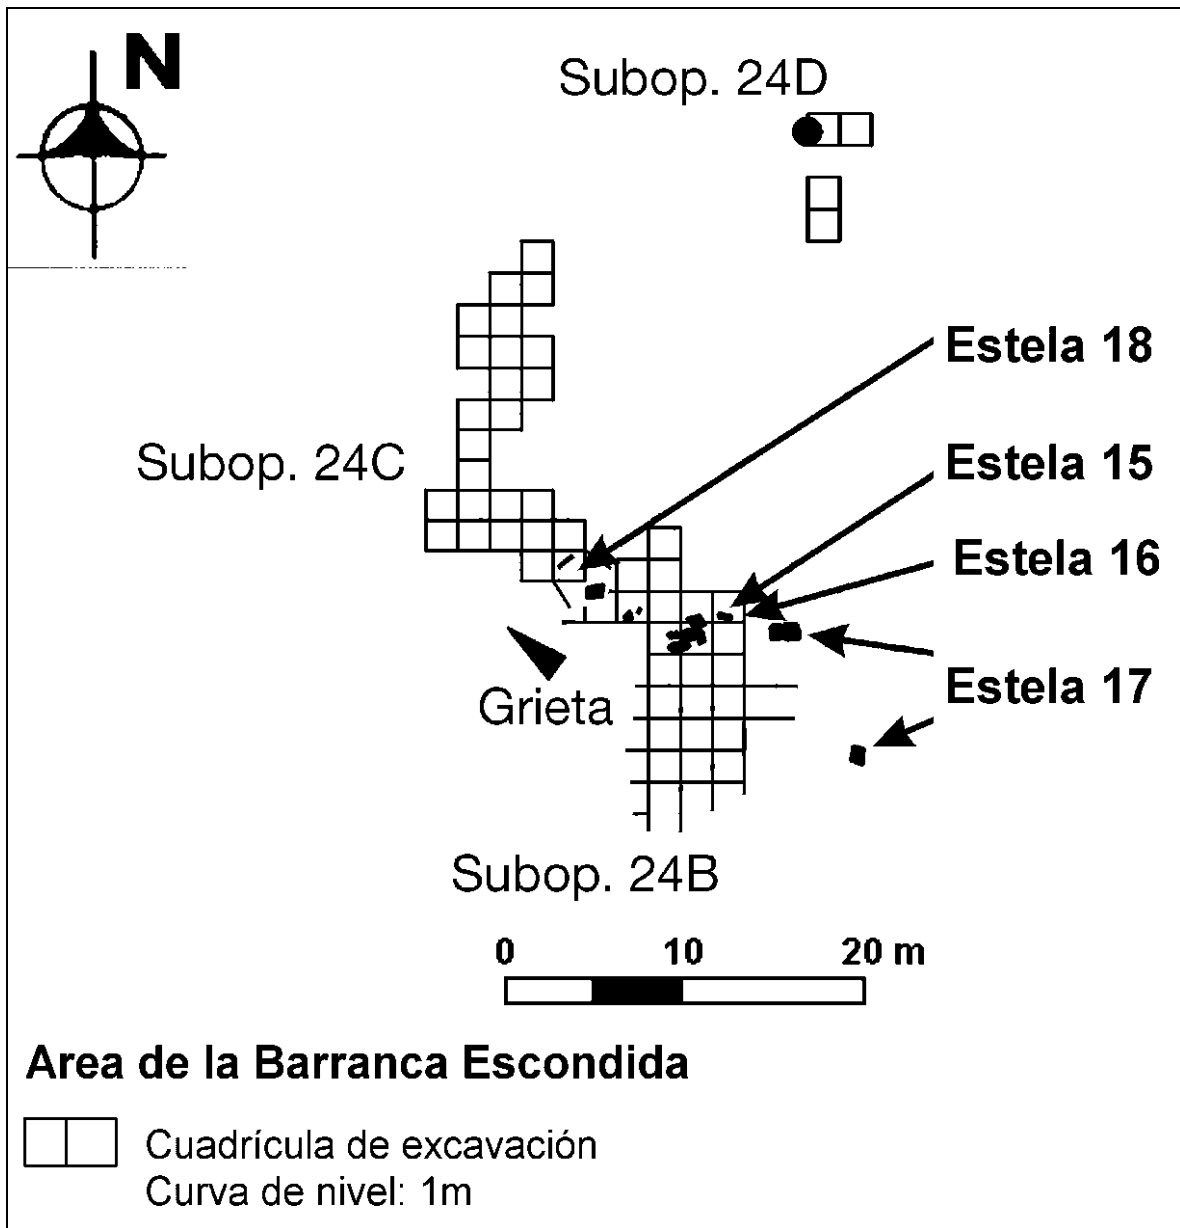 N
Subop. 24D
Estela 18
Subop. 24C
Estela 15
Estela 16
Estela 17
Grieta
Subop. 24B
0 10 20 m
Area de la Barranca Escondida
Cuadrícula de excavación
Curva de nivel: 1m